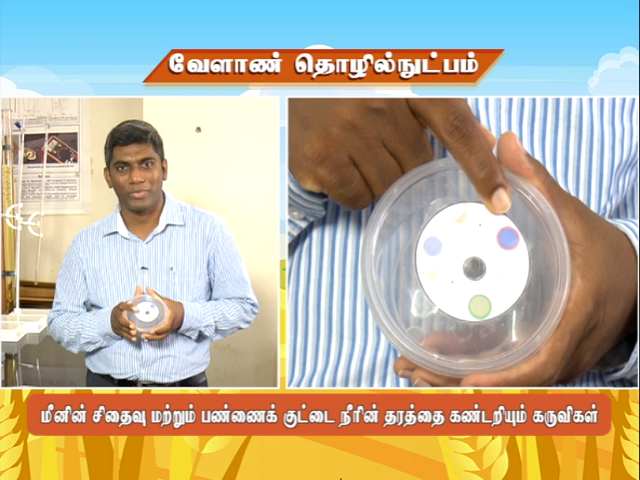 வேளாண் தொழில்நுட்பம்
மீனின் சிதைவு மற்றும் பண்ணைக் குட்டை நீரின் தரத்தை கண்டறியும் கருவிகள்